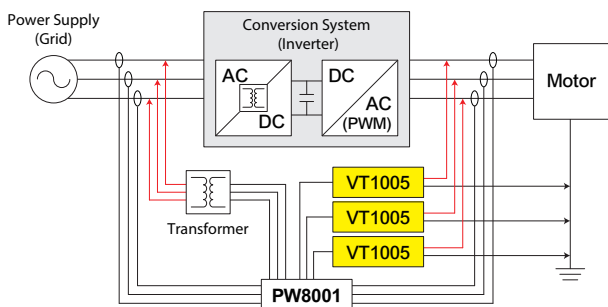 Power Supply
(Grid)
Conversion System
(Inverter)
AC
DC
DC
AC
(PWM)
Motor
VT1005
VT1005
VT1005
Transformer
PW8001